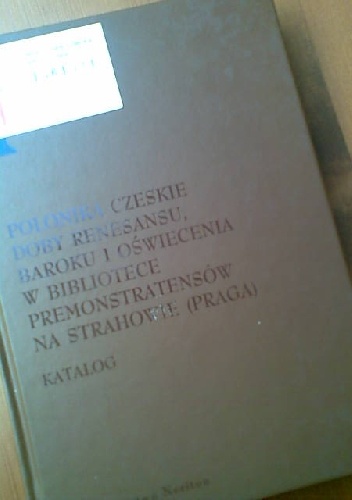 POLONIKA CZESKIE
DOBY RENESANSU,
BAROKU I OŚWIECENIA
W BIBLIOTECE
PREMONSTRATENSÓW
NA STRAHOWIE (PRAGA)
KATALOG